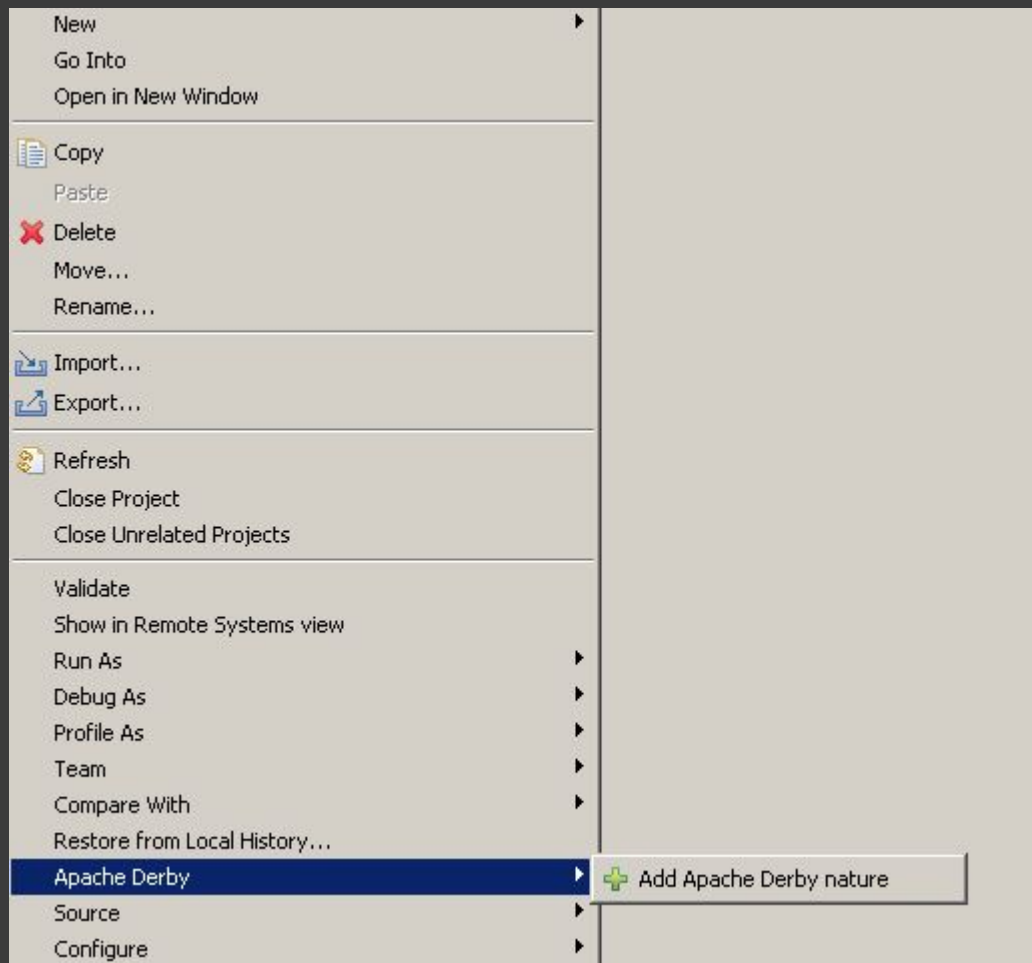 New
Go Into
Open in New Window
Copy
Paste
Delete
Move...
Rename...
Import...
Export...
Refresh
Close Project
Close Unrelated Projects
Validate
Show in Remote Systems view
Run As
Debug As
Profile As
Team
Compare With
Restore from Local History...
Apache Derby
Add Apache Derby nature
Source
Configure